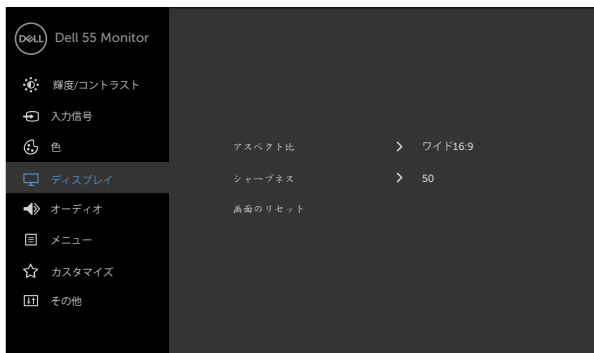 DELL Dell 55 Monitor
輝度/コントラスト
入力信号
色
アスペクト比 ワイド16:9
ディスプレイ
シャープネス 50
オーディオ
画面のリセット
メニュー
カスタマイズ
その他